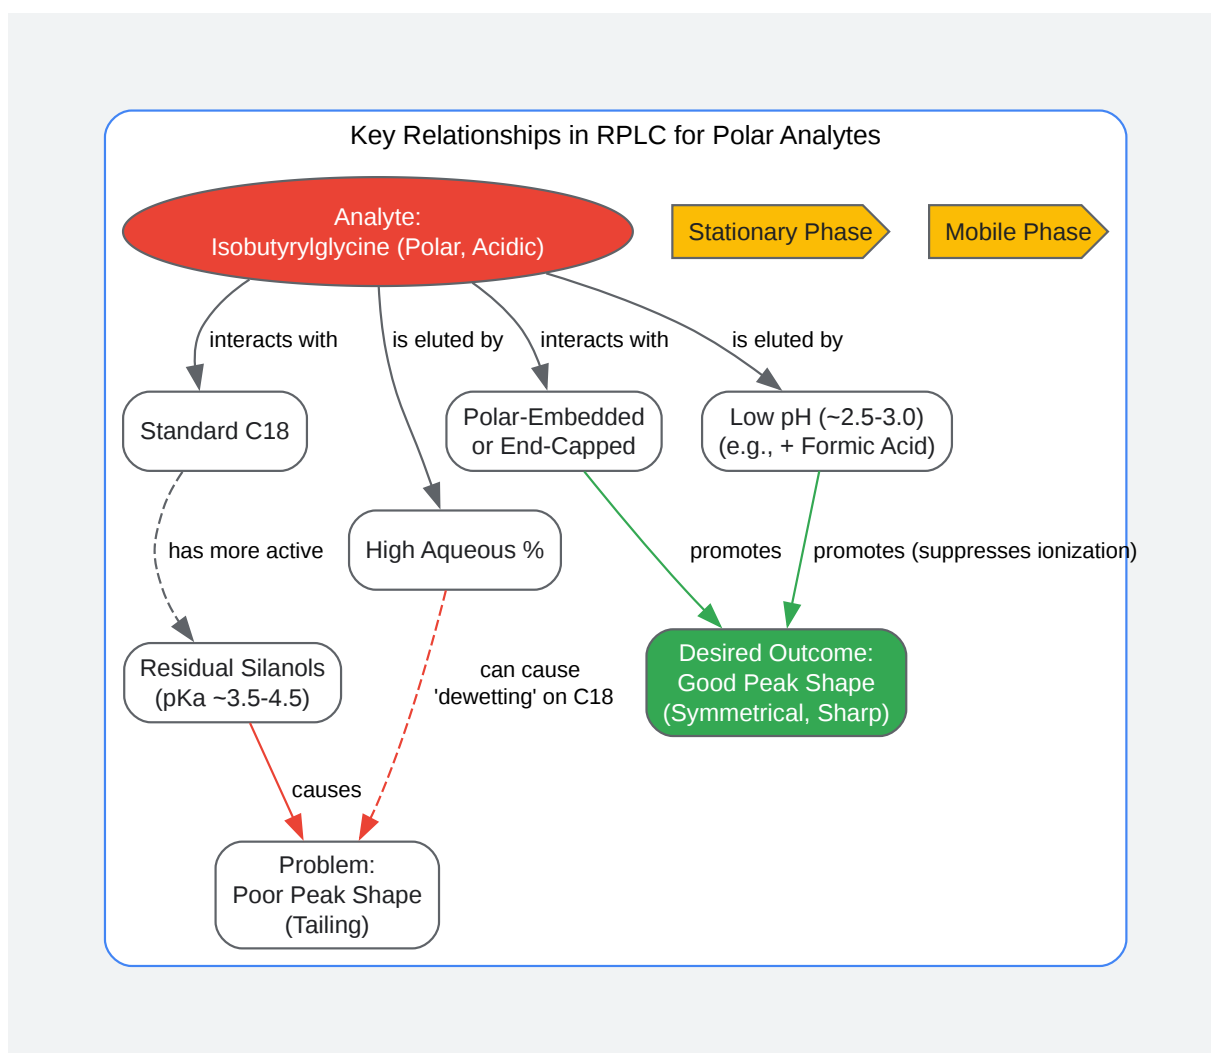 Key Relationships in RPLC for Polar Analytes
Analyte:
Isobutyrylglycine (Polar, Acidic)
Stationary Phase
Mobile Phase
interacts with
is eluted by
interacts with
is eluted by
Standard C18
Polar-Embedded
or End-Capped
Low pH (~2.5-3.0)
(e.g., + Formic Acid)
has more active
High Aqueous %
promotes
promotes (suppresses ionization)
Residual Silanols
(pKa ~3.5-4.5)
can cause
'dewetting' on C18
Desired Outcome:
Good Peak Shape
(Symmetrical, Sharp)
causes
Problem:
Poor Peak Shape
(Tailing)